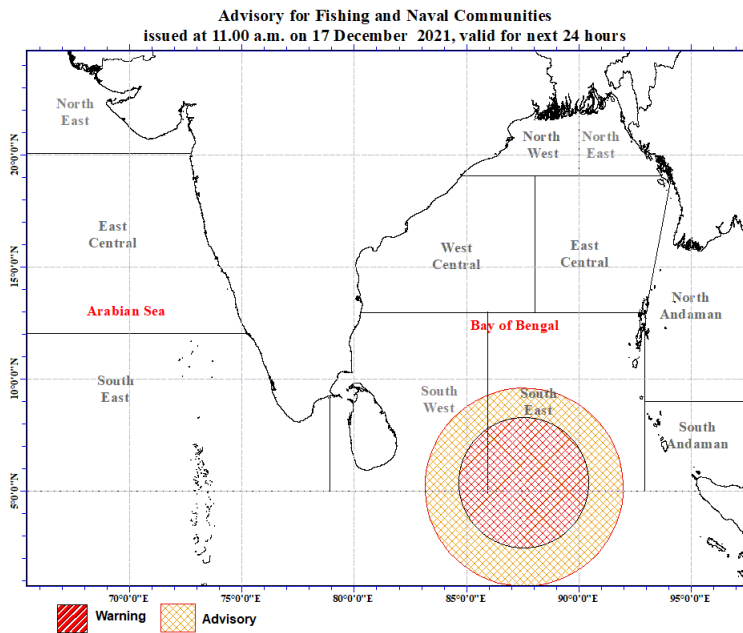 Advisory for Fishing and Naval Communities
issued at 11.00 a.m. on 17 December 2021, valid for next 24 hours
North
East
North
West
North
East
20°0'0"N
East
Central
West
Central
East
Central
15°0'0"N
Arabian Sea
Bay of Bengal
North
Andaman
10°0'0"N
South
East
South
West
South
East
South
Andaman
5°0'0"N
70°0'0"E
75°0'0"E
80°0'0"E
85°0'0"E
90°0'0"E
95°0'0"E
Warning
Advisory